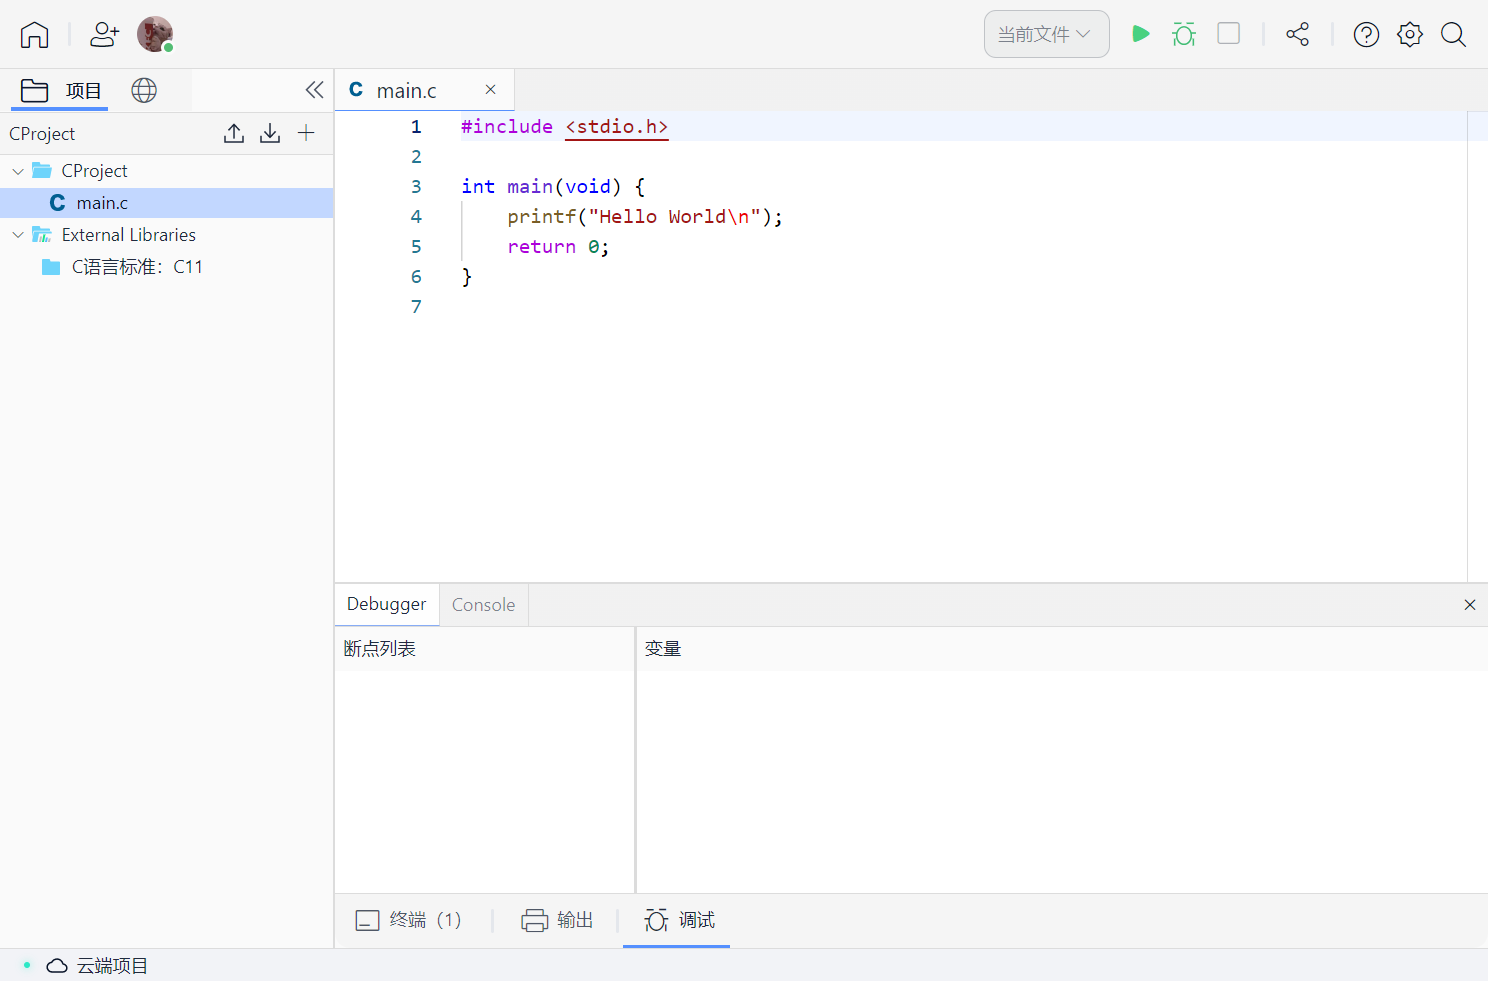 当前文件
项目
C main.c
CProject
CProject
C main.c
External Libraries
C语言标准：C11
1 #include <stdio.h>
2
3 int main(void) {
4 printf("Hello World\n");
5 return 0;
6 }
7
Debugger Console
断点列表 变量
终端（1） 输出 调试
云端项目